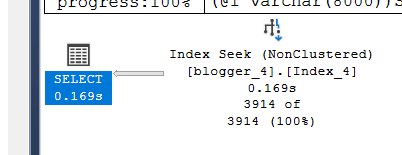 progress:100%
(@1 varchar(8000))S
Index Seek (NonClustered)
[blogger_4].[Index_4]
0.169s
3914 of
3914 (100%)
SELECT
0.169s